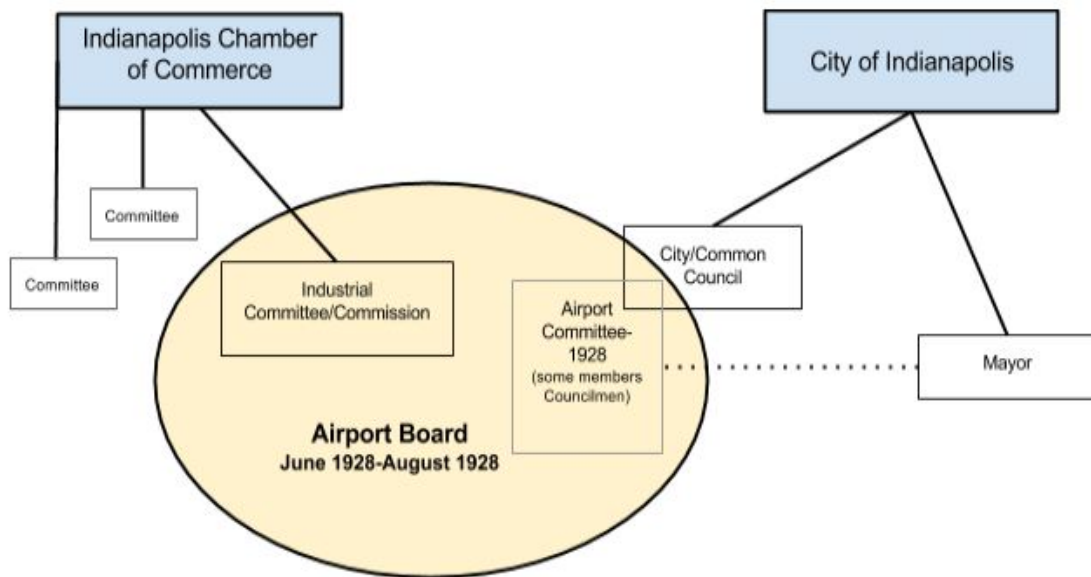 Indianapolis Chamber
of Commerce
City of Indianapolis
Committee
Committee
Industrial
Committee/Commission
City/Common
Council
Airport
Committee-
1928
(some members
Councilmen)
Mayor
Airport Board
June 1928-August 1928